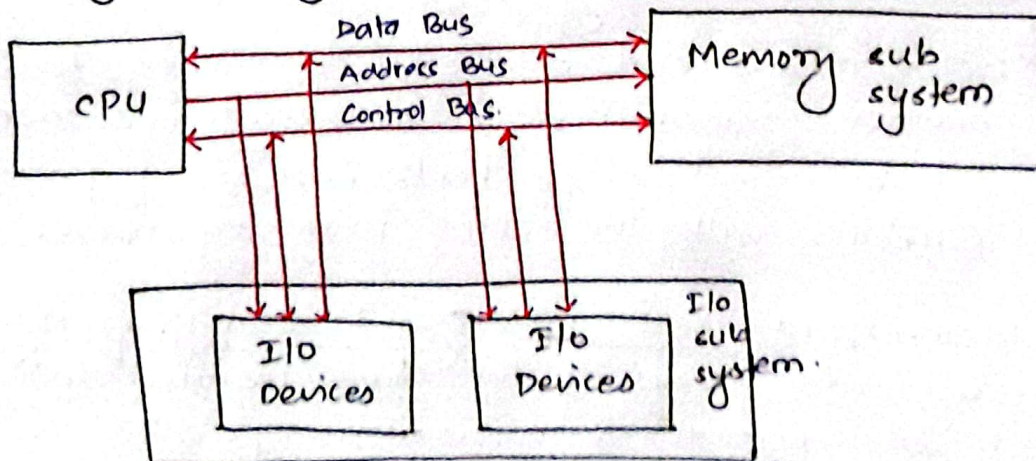 Data Bus
Address Bus
Control Bus.
CPU
Memory sub
system
I/o
Devices
I/o
Devices
I/o
sub
system.